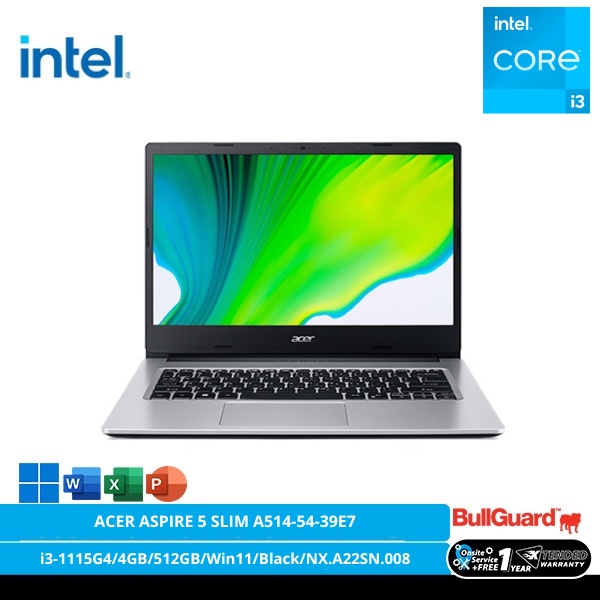 intel
intel
CORE
i3
acer
W
X
P
ACER ASPIRE 5 SLIM A514-54-39E7
i3-1115G4/4GB/512GB/Win11/Black/NX.A22SN.008
BullGuard
Onsite
Service
+FREE
1
YEAR
EXTENDED
WARRANTY